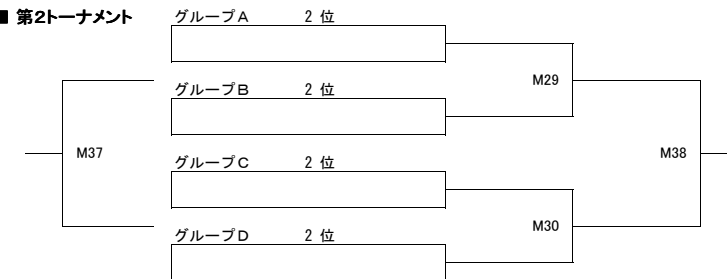 ■ 第2トーナメント
グループA 2 位
M29
グループB 2 位
M37
M38
グループC 2 位
M30
グループD 2 位